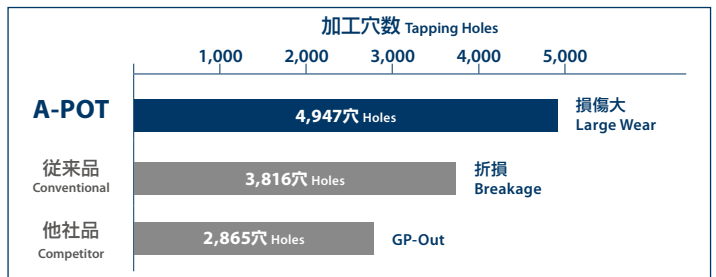 加工穴数 Tapping Holes
1,000 2,000 3,000 4,000 5,000
A-POT
4,947穴 Holes
損傷大
Large Wear
従来品
Conventional
3,816穴 Holes
折損
Breakage
他社品
Competitor
2,865穴 Holes
GP-Out